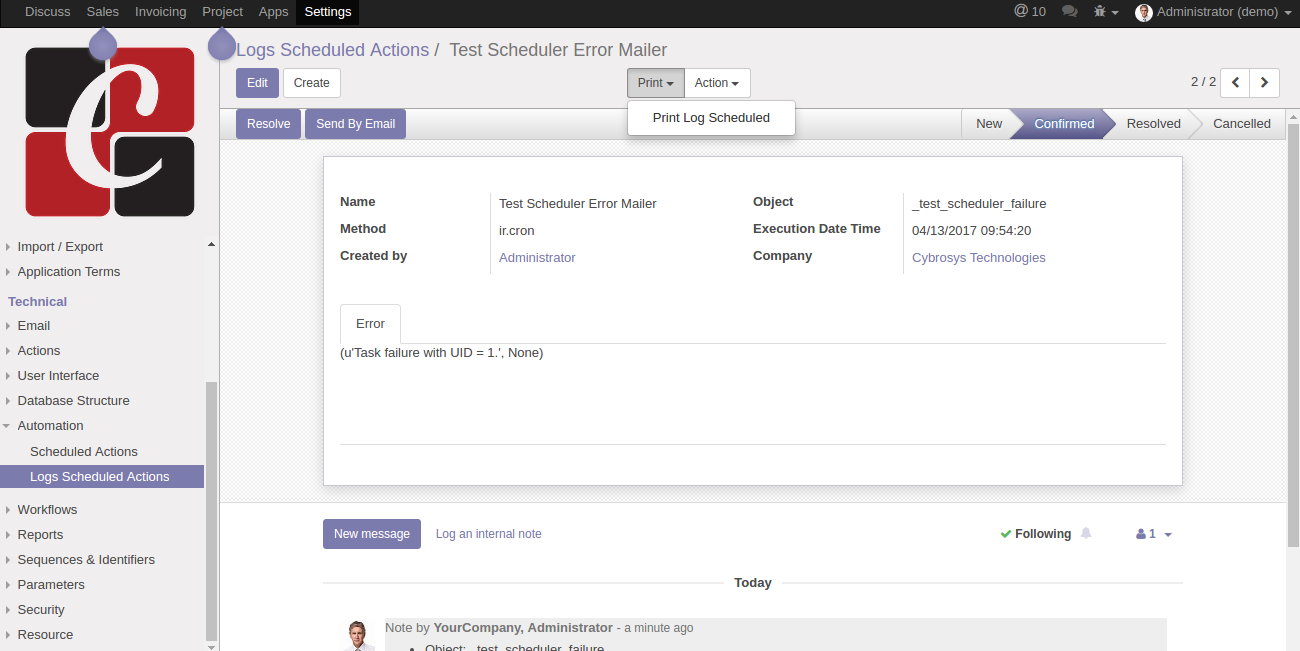 Discuss Sales Invoicing Project Apps Settings @ 10 Administrator (demo)
Logs Scheduled Actions / Test Scheduler Error Mailer
Edit Create Print Action 2 / 2
Print Log Scheduled
Resolve Send By Email New Confirmed Resolved Cancelled
C
Import / Export
Application Terms
Technical
Email
Actions
User Interface
Database Structure
Automation
Scheduled Actions
Logs Scheduled Actions
Workflows
Reports
Sequences & Identifiers
Parameters
Security
Resource
Name Test Scheduler Error Mailer Object _test_scheduler_failure
Method ir.cron Execution Date Time 04/13/2017 09:54:20
Created by Administrator Company Cybrosys Technologies
Error
(u'Task failure with UID = 1.', None)
New message Log an internal note Following 1
Today
Note by YourCompany, Administrator - a minute ago
• Object: _test_scheduler_failure